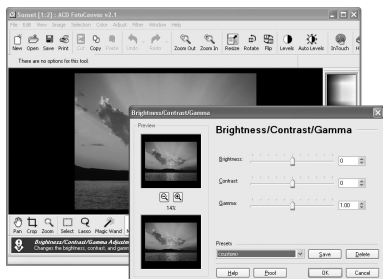 Sunset [1:2] : ACD FotoCanvas v2.1
File Edit View Image Selection Color Adjust Filter Window Help
New Open Save Print Cut Copy Paste Undo Redo Zoom Out Zoom In Resize Rotate Flip Levels Auto Levels InTouch
There are no options for this tool
Brightness/Contrast/Gamma
Preview
Brightness/Contrast/Gamma
Brightness: 0
Contrast: 0
Gamma: 1.00
14%
Pan Crop Zoom Select Lasso Magic Wand
Brightness/Contrast/Gamma Adjustm
Changes the brightness, contrast, and gamm
Presets
(custom) Save Delete
Help Proof OK Cancel